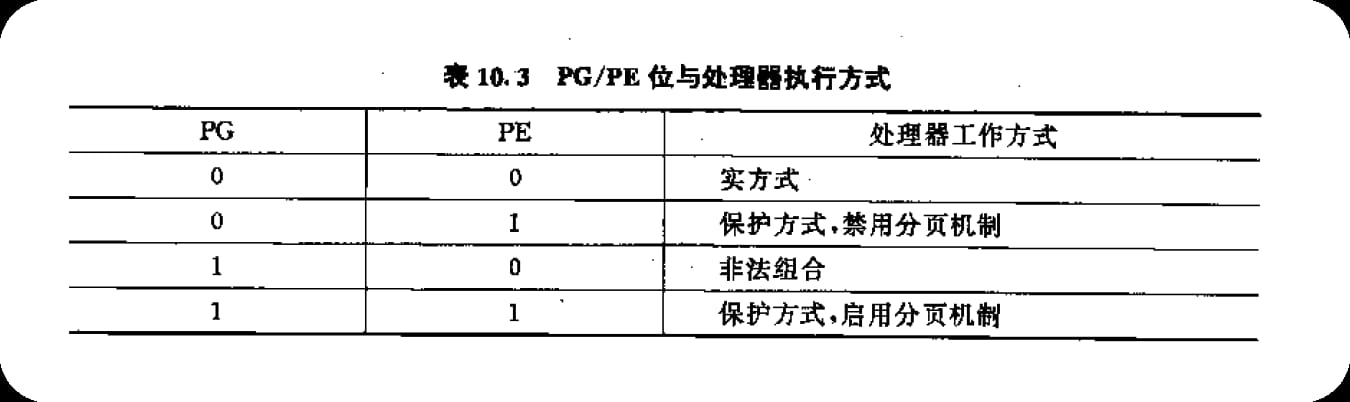 表 10.3 PG/PE 位与处理器执行方式
PG PE 处理器工作方式
0 0 实方式
0 1 保护方式,禁用分页机制
1 0 非法组合
1 1 保护方式,启用分页机制